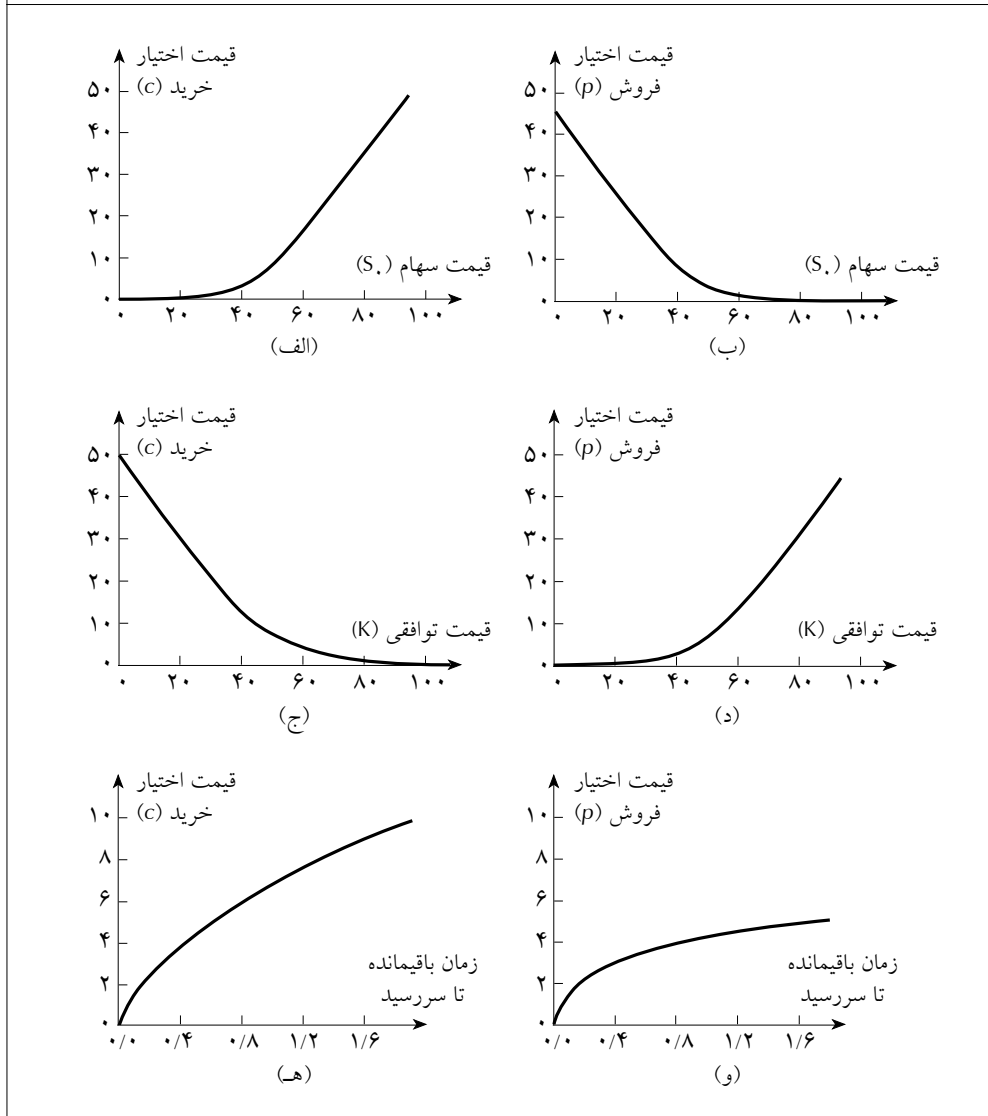 قیمت اختیار
خرید (c)
۵۰
۴۰
۳۰
۲۰
۱۰
۰
قیمت سهام (S۰)
۰ ۲۰ ۴۰ ۶۰ ۸۰ ۱۰۰
(الف)
قیمت اختیار
فروش (p)
۵۰
۴۰
۳۰
۲۰
۱۰
۰
قیمت سهام (S۰)
۰ ۲۰ ۴۰ ۶۰ ۸۰ ۱۰۰
(ب)
قیمت اختیار
خرید (c)
۵۰
۴۰
۳۰
۲۰
۱۰
۰
قیمت توافقی (K)
۰ ۲۰ ۴۰ ۶۰ ۸۰ ۱۰۰
(ج)
قیمت اختیار
فروش (p)
۵۰
۴۰
۳۰
۲۰
۱۰
۰
قیمت توافقی (K)
۰ ۲۰ ۴۰ ۶۰ ۸۰ ۱۰۰
(د)
قیمت اختیار
خرید (c)
۱۰
۸
۶
۴
۲
۰
زمان باقیمانده
تا سررسید
۰/۰ ۰/۴ ۰/۸ ۱/۲ ۱/۶
(هـ)
قیمت اختیار
فروش (p)
۱۰
۸
۶
۴
۲
۰
زمان باقیمانده
تا سررسید
۰/۰ ۰/۴ ۰/۸ ۱/۲ ۱/۶
(و)